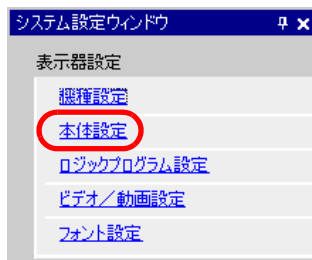 システム設定ウィンドウ
表示器設定
機種設定
本体設定
ロジックプログラム設定
ビデオ／動画設定
フォント設定